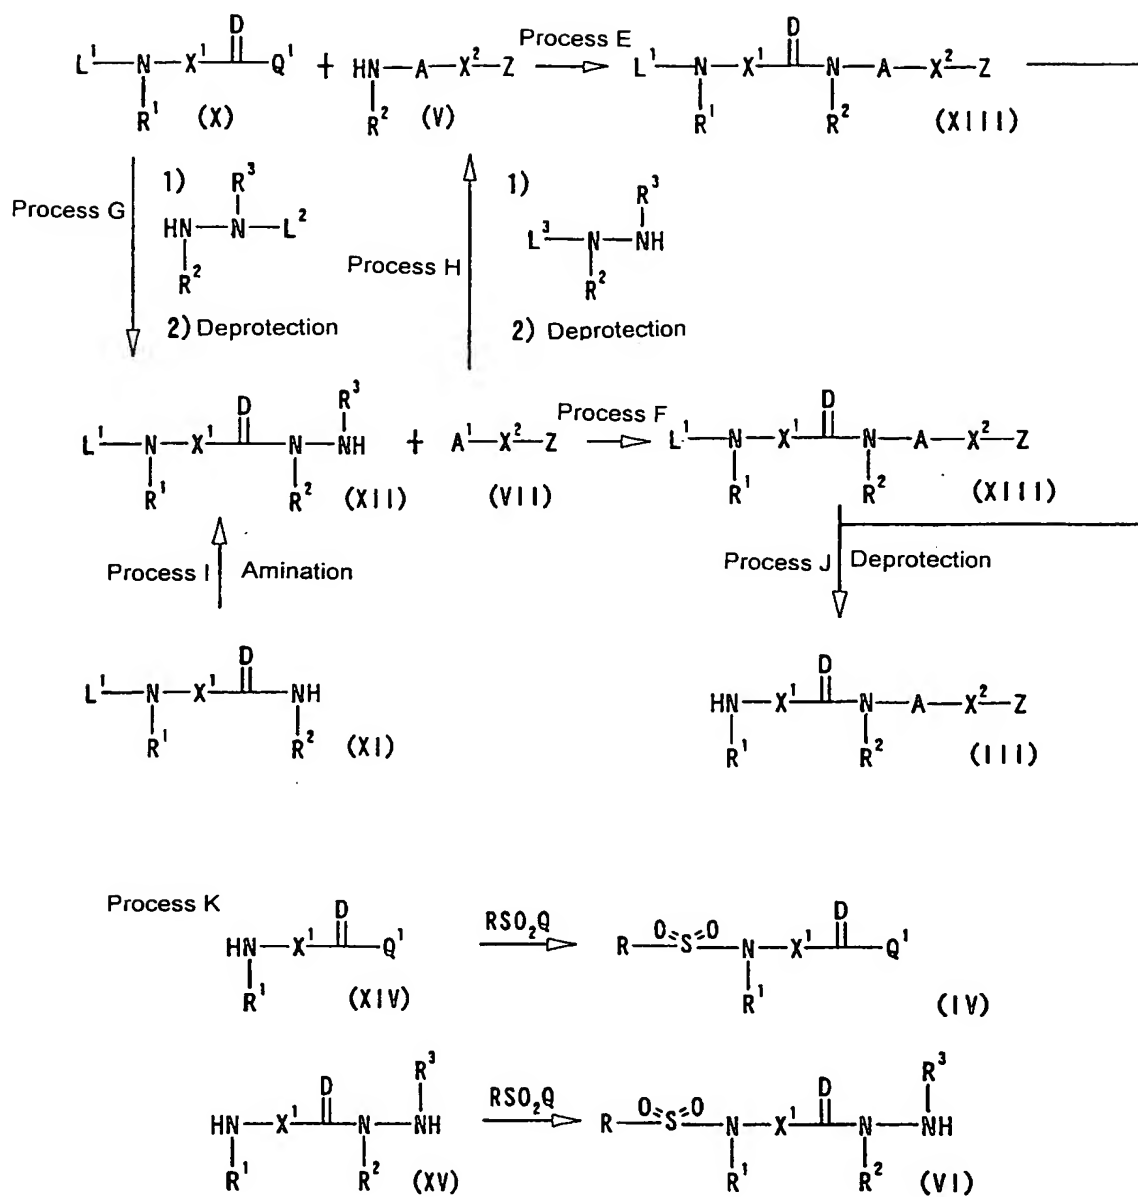 L¹—N—X¹—C(=D)—Q¹ + HN—A—X²—Z Process E L¹—N—X¹—C(=D)—N—A—X²—Z
R¹ (X) R² (V) R¹ R² (XIII)
Process G 1) R³
HN—N—L²
R²
2) Deprotection
Process H 1) R³
L³—N—NH
R²
2) Deprotection
D R³ Process F D
L¹—N—X¹—N—NH + A¹—X²—Z L¹—N—X¹—N—A—X²—Z
R¹ R² (XII) (VII) R¹ R² (XIII)
Process I Amination
Process J Deprotection
D
L¹—N—X¹—NH
R¹ R² (XI)
D
HN—X¹—N—A—X²—Z
R¹ R² (III)
Process K
D RSO₂Q O O D
HN—X¹—Q¹ R—S—N—X¹—Q¹
R¹ (XIV) R¹ (IV)
D R³ RSO₂Q O O D R³
HN—X¹—N—NH R—S—N—X¹—N—NH
R¹ R² (XV) R¹ R² (VI)